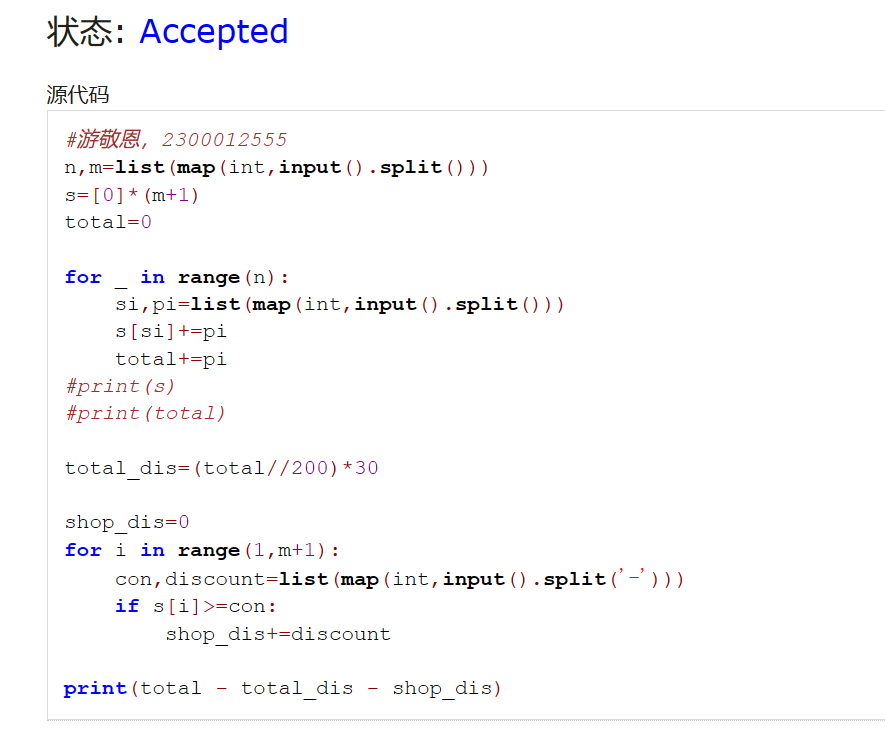 状态: Accepted
源代码
#游敬恩，2300012555
n,m=list(map(int,input().split()))
s=[0]*(m+1)
total=0
for _ in range(n):
    si,pi=list(map(int,input().split()))
    s[si]+=pi
    total+=pi
#print(s)
#print(total)
total_dis=(total//200)*30
shop_dis=0
for i in range(1,m+1):
    con,discount=list(map(int,input().split('-')))
    if s[i]>=con:
        shop_dis+=discount
print(total - total_dis - shop_dis)